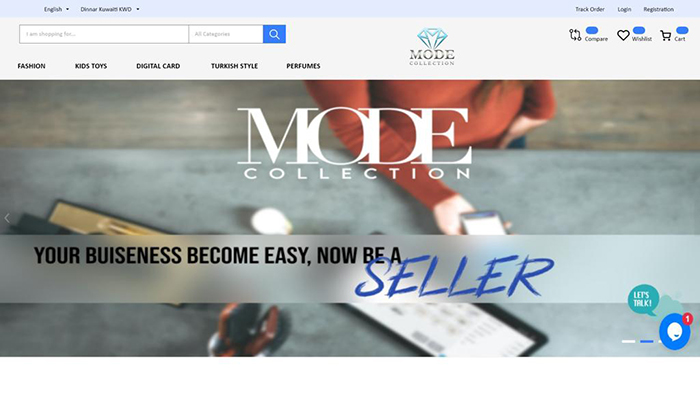 English
Dinnar Kuwaiti KWD
Track Order
Login
Registration
I am shopping for...
All Categories
MODE
COLLECTION
Compare
Wishlist
Cart
FASHION
KIDS TOYS
DIGITAL CARD
TURKISH STYLE
PERFUMES
MODE
COLLECTION
YOUR BUISENESS BECOME EASY, NOW BE A
SELLER
LET'S
TALK!
1